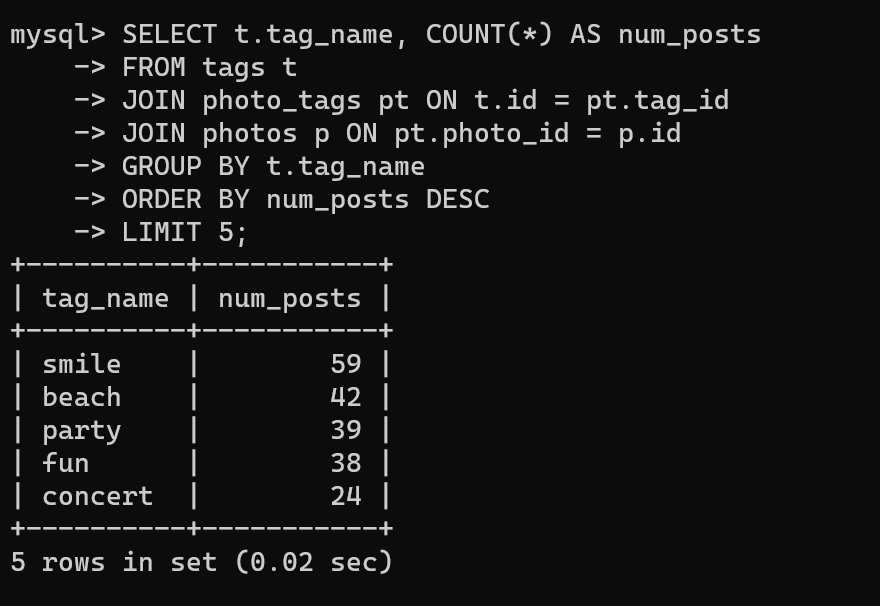 mysql> SELECT t.tag_name, COUNT(*) AS num_posts
    -> FROM tags t
    -> JOIN photo_tags pt ON t.id = pt.tag_id
    -> JOIN photos p ON pt.photo_id = p.id
    -> GROUP BY t.tag_name
    -> ORDER BY num_posts DESC
    -> LIMIT 5;
+----------+-----------+
| tag_name | num_posts |
+----------+-----------+
| smile    |        59 |
| beach    |        42 |
| party    |        39 |
| fun      |        38 |
| concert  |        24 |
+----------+-----------+
5 rows in set (0.02 sec)